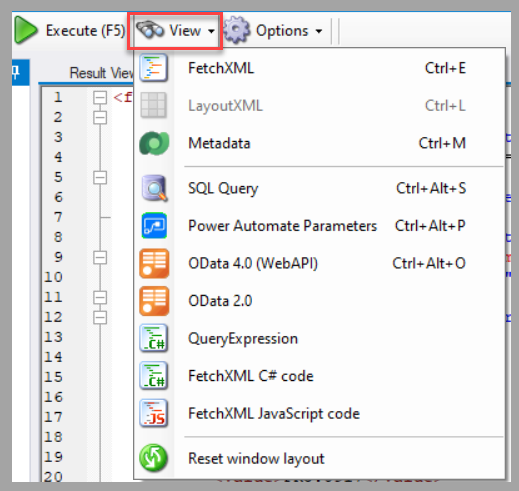 Execute (F5) View Options
Result View
FetchXML Ctrl+E
LayoutXML Ctrl+L
Metadata Ctrl+M
SQL Query Ctrl+Alt+S
Power Automate Parameters Ctrl+Alt+P
OData 4.0 (WebAPI) Ctrl+Alt+O
OData 2.0
QueryExpression
FetchXML C# code
FetchXML JavaScript code
Reset window layout
1 <f
2
3
4
5
6
7
8
9
10
11
12
13
14
15
16
17
18
19
20